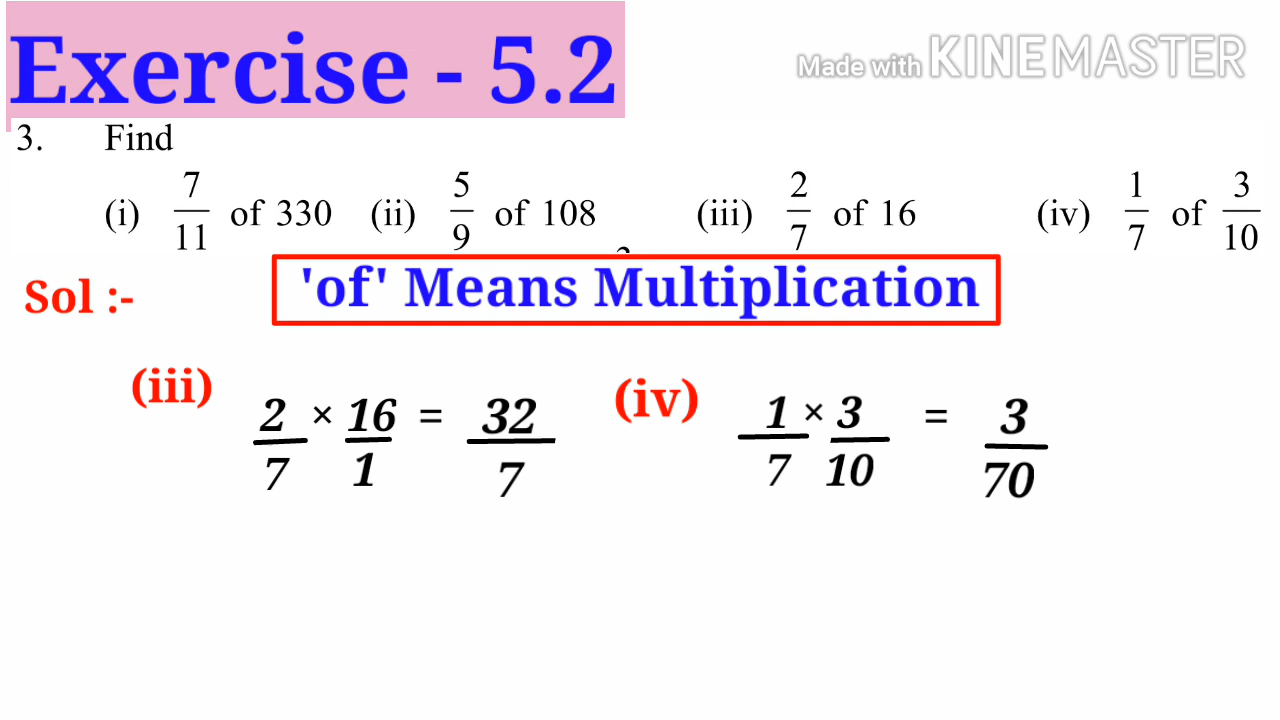 Exercise - 5.2
Made with KINEMASTER
3. Find
(i) 7/11 of 330 (ii) 5/9 of 108 (iii) 2/7 of 16 (iv) 1/7 of 3/10
Sol :- 'of' Means Multiplication
(iii) 2/7 × 16/1 = 32/7 (iv) 1/7 × 3/10 = 3/70